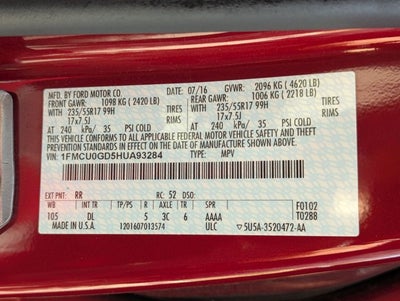 MFD. BY FORD MOTOR CO. 07/16 GVWR: 2096 KG ( 4620 LB)
FRONT GAWR: 1098 KG ( 2420 LB) REAR GAWR: 1006 KG ( 2218 LB)
WITH 235/55R17 99H TIRES WITH 235/55R17 99H TIRES
17x7.5J RIMS 17x7.5J RIMS
AT 240 kPa/ 35 PSI COLD AT 240 kPa/ 35 PSI COLD
THIS VEHICLE CONFORMS TO ALL APPLICABLE FEDERAL MOTOR VEHICLE
SAFETY AND THEFT PREVENTION STANDARDS IN EFFECT ON THE DATE OF
MANUFACTURE SHOWN ABOVE.
VIN: 1FMCU0GD5HUA93284 TYPE: MPV
EXT PNT: RR RC: 52 DSO: F0102
WB INT TR TP/PS R AXLE TR SPR T0288
105 DL 5 3C 6 AAAA
MADE IN U.S.A. 1201607013574 ULC 5U5A-3520472-AA